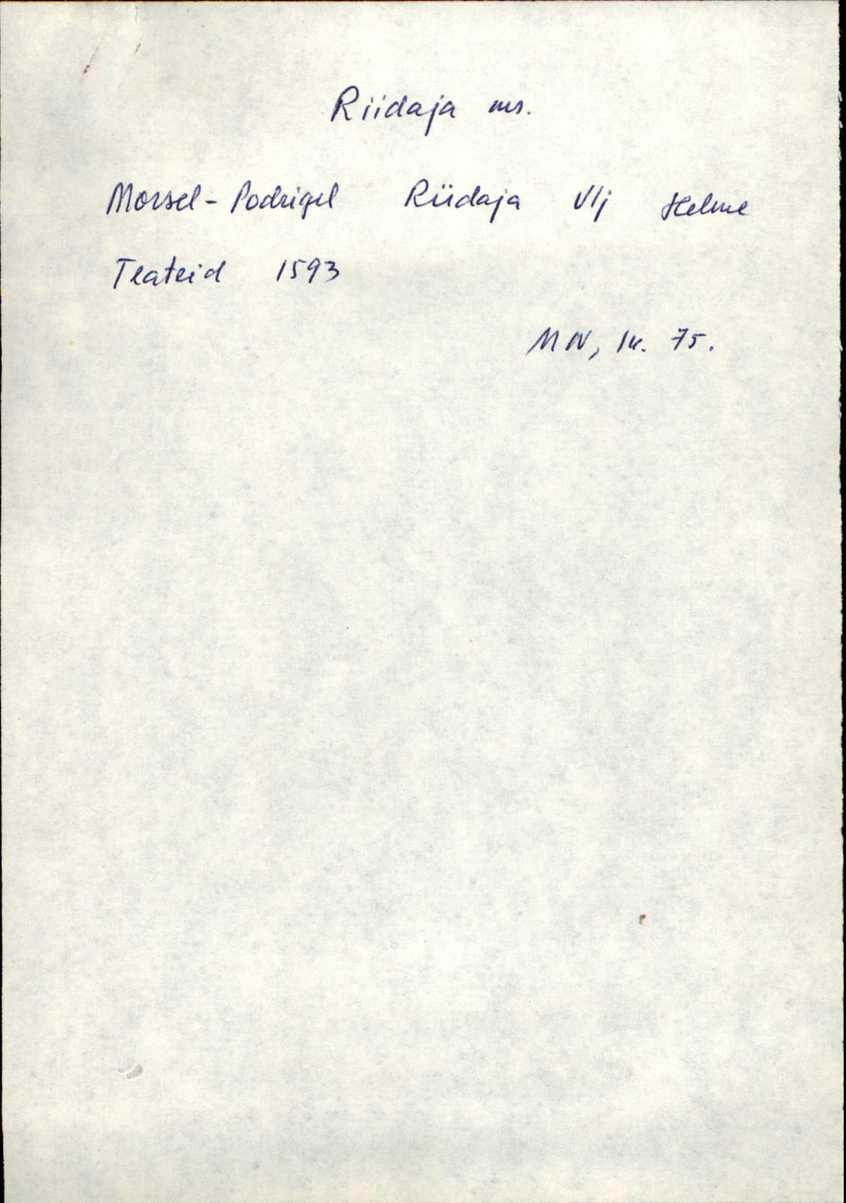 Riidaja ms.
Morsel-Podrigel Riidaja Vlj Helme
Teateid 1593
MN, lk. 75.